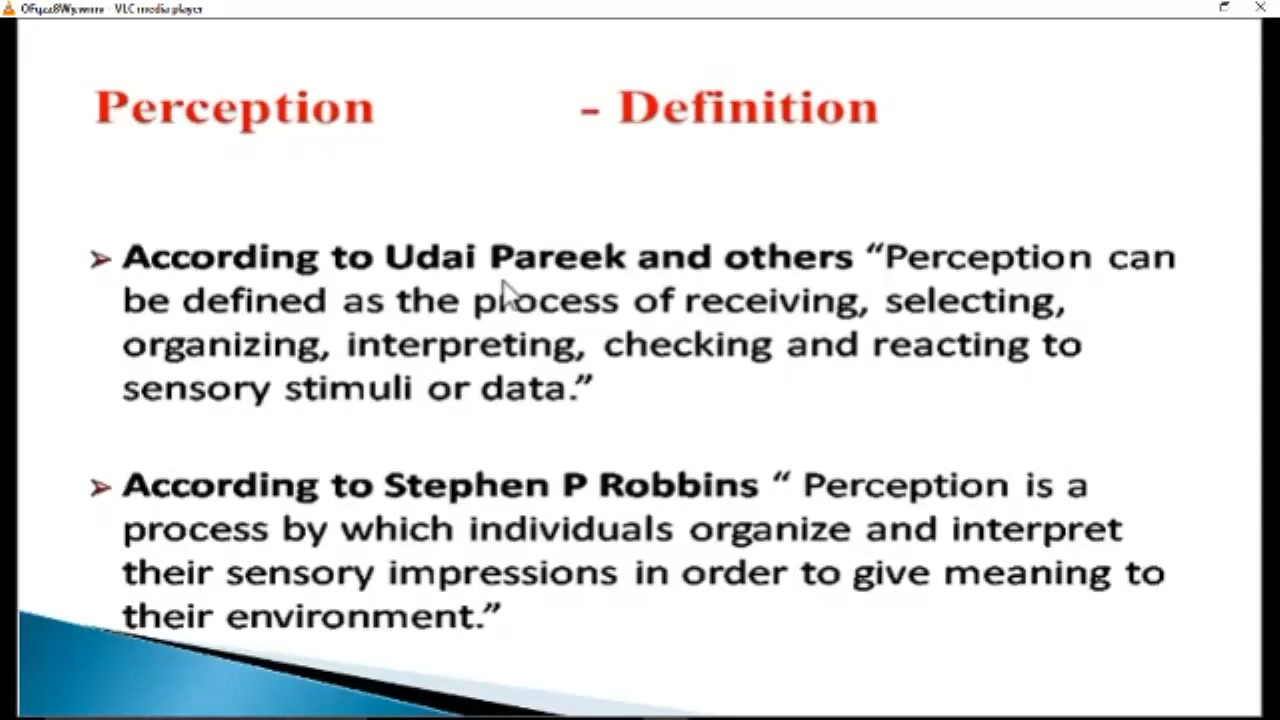 VLC media player
Perception - Definition
According to Udai Pareek and others “Perception can
be defined as the process of receiving, selecting,
organizing, interpreting, checking and reacting to
sensory stimuli or data.”
According to Stephen P Robbins “ Perception is a
process by which individuals organize and interpret
their sensory impressions in order to give meaning to
their environment.”